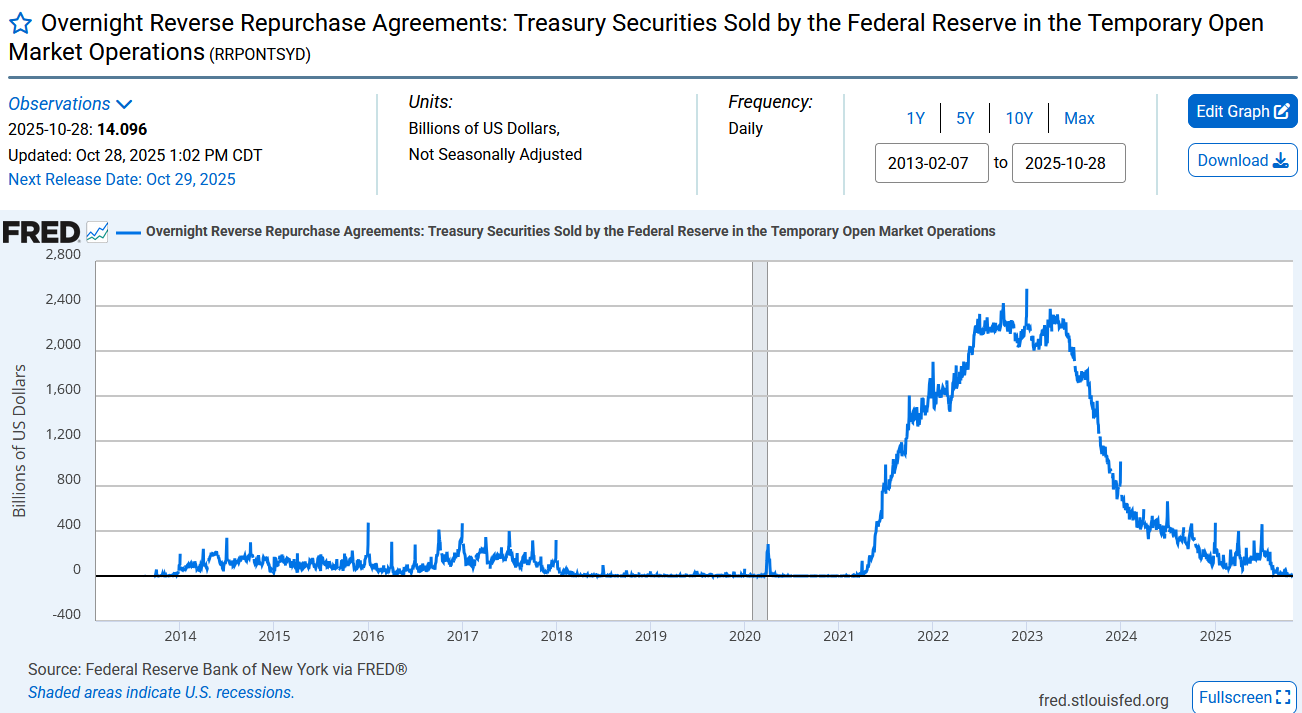 Overnight Reverse Repurchase Agreements: Treasury Securities Sold by the Federal Reserve in the Temporary Open
Market Operations (RRPONTSYD)
Observations
2025-10-28: 14.096
Updated: Oct 28, 2025 1:02 PM CDT
Next Release Date: Oct 29, 2025
Units:
Billions of US Dollars,
Not Seasonally Adjusted
Frequency:
Daily
1Y 5Y 10Y Max
2013-02-07 to 2025-10-28
Edit Graph
Download
FRED Overnight Reverse Repurchase Agreements: Treasury Securities Sold by the Federal Reserve in the Temporary Open Market Operations
Billions of US Dollars
2,800
2,400
2,000
1,600
1,200
800
400
0
-400
2014 2015 2016 2017 2018 2019 2020 2021 2022 2023 2024 2025
Source: Federal Reserve Bank of New York via FRED®
Shaded areas indicate U.S. recessions.
fred.stlouisfed.org
Fullscreen